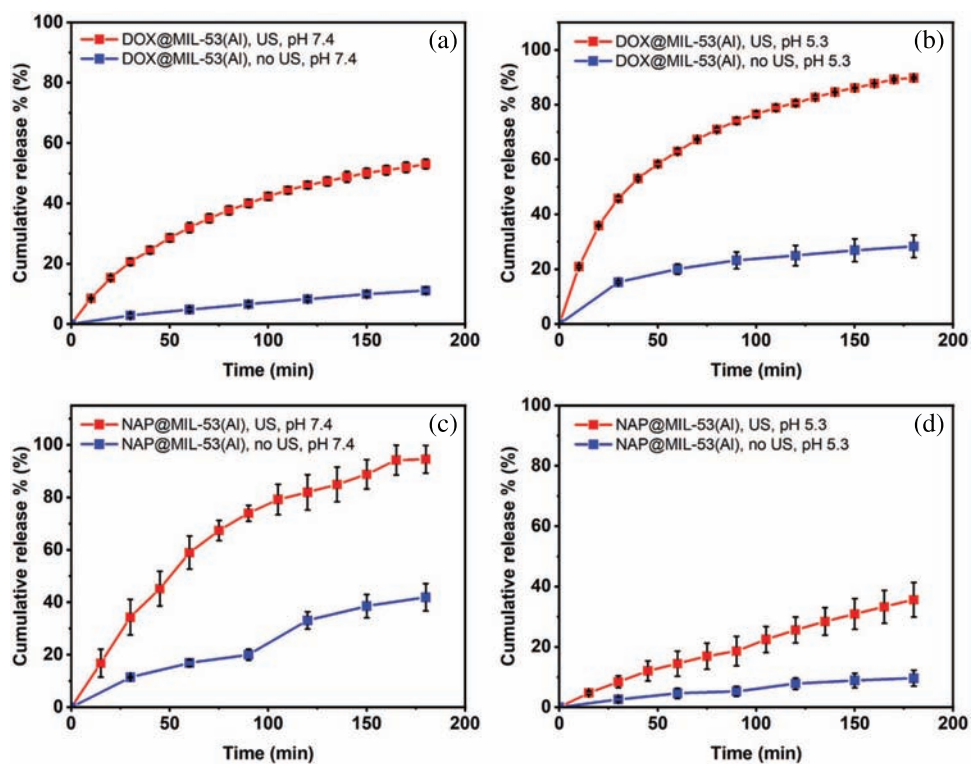 100
80
60
40
20
0
Cumulative release % (%)
DOX@MIL-53(Al), US, pH 7.4
DOX@MIL-53(Al), no US, pH 7.4
(a)
0 50 100 150 200
Time (min)
100
80
60
40
20
0
Cumulative release % (%)
DOX@MIL-53(Al), US, pH 5.3
DOX@MIL-53(Al), no US, pH 5.3
(b)
0 50 100 150 200
Time (min)
100
80
60
40
20
0
Cumulative release % (%)
NAP@MIL-53(Al), US, pH 7.4
NAP@MIL-53(Al), no US, pH 7.4
(c)
0 50 100 150 200
Time (min)
100
80
60
40
20
0
Cumulative release % (%)
NAP@MIL-53(Al), US, pH 5.3
NAP@MIL-53(Al), no US, pH 5.3
(d)
0 50 100 150 200
Time (min)